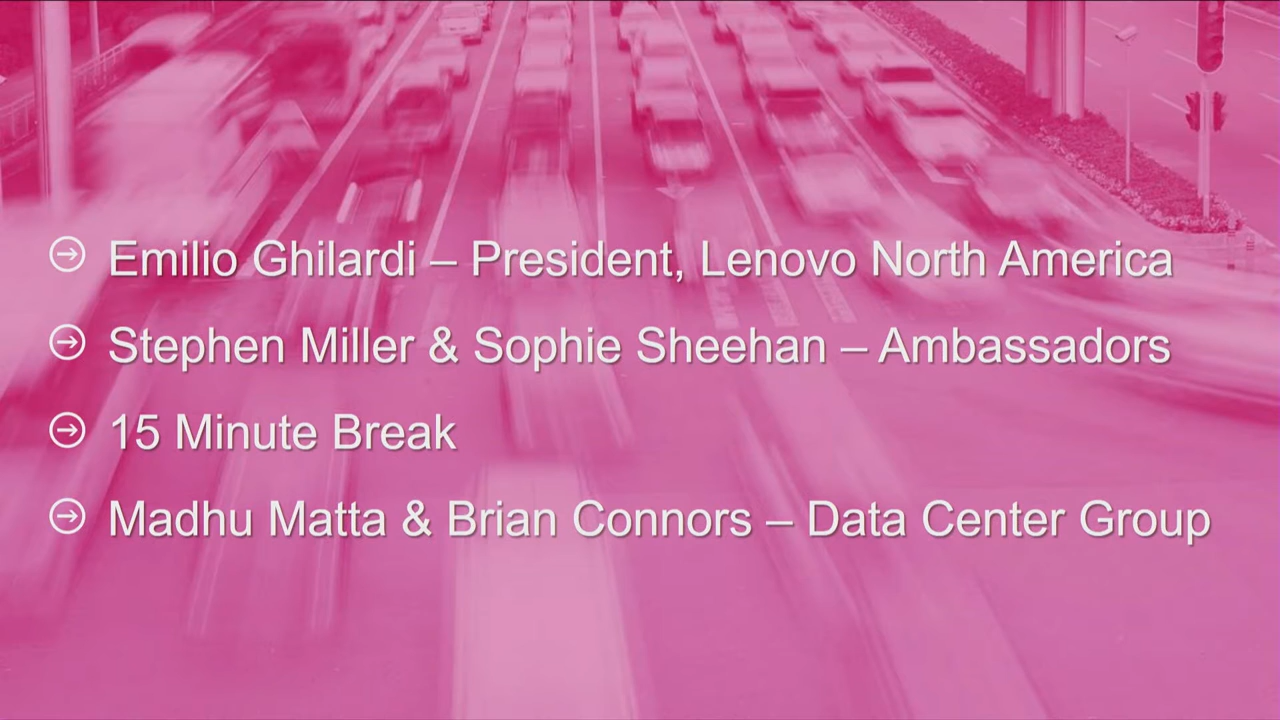 Emilio Ghilardi – President, Lenovo North America
Stephen Miller & Sophie Sheehan – Ambassadors
15 Minute Break
Madhu Matta & Brian Connors – Data Center Group